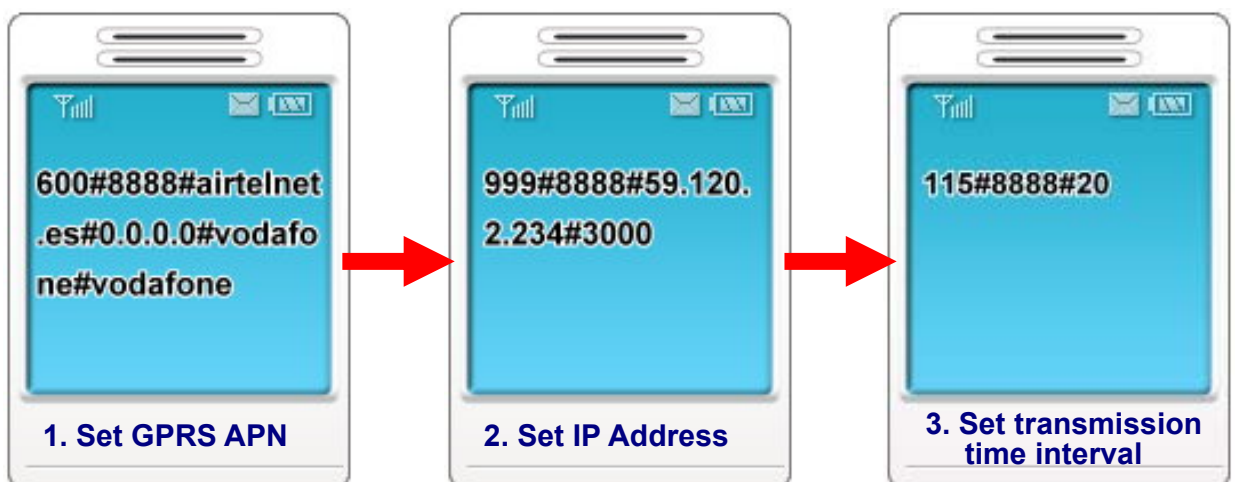 600#8888#airtelnet
.es#0.0.0.0#vodafo
ne#vodafone
1. Set GPRS APN
999#8888#59.120.
2.234#3000
2. Set IP Address
115#8888#20
3. Set transmission
time interval